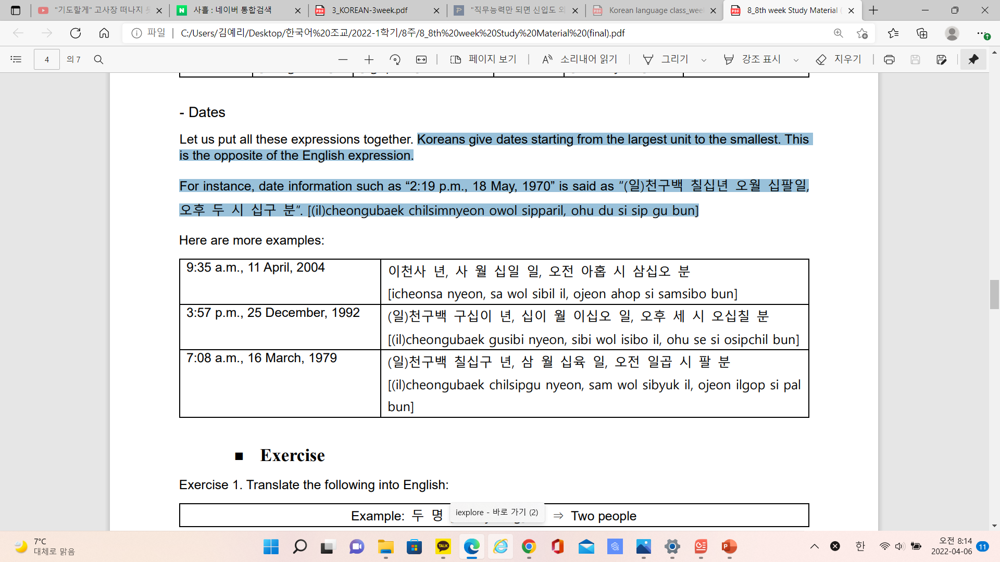 "기도할게" 고사장 떠나지
사흘 : 네이버 통합검색
3_KOREAN-3week.pdf
"직무능력만 되면 신입도
Korean language class_wee
8_8th week Study Material
파일
C:/Users/김예리/Desktop/한국어%20조교/2022-1학기/8주/8_8th%20week%20Study%20Material%20(final).pdf
4 의 7
페이지 보기
소리내어 읽기
그리기
강조 표시
지우기
- Dates
Let us put all these expressions together. Koreans give dates starting from the largest unit to the smallest. This
is the opposite of the English expression.
For instance, date information such as “2:19 p.m., 18 May, 1970” is said as “(일)천구백 칠십년 오월 십팔일,
오후 두 시 십구 분”. [(il)cheongubaek chilsimnyeon owol sipparil, ohu du si sip gu bun]
Here are more examples:
9:35 a.m., 11 April, 2004
이천사 년, 사 월 십일 일, 오전 아홉 시 삼십오 분
[icheonsa nyeon, sa wol sibil il, ojeon ahop si samsibo bun]
3:57 p.m., 25 December, 1992
(일)천구백 구십이 년, 십이 월 이십오 일, 오후 세 시 오십칠 분
[(il)cheongubaek gusibi nyeon, sibi wol isibo il, ohu se si osipchil bun]
7:08 a.m., 16 March, 1979
(일)천구백 칠십구 년, 삼 월 십육 일, 오전 일곱 시 팔 분
[(il)cheongubaek chilsipgu nyeon, sam wol sibyuk il, ojeon ilgop si pal
bun]
■ Exercise
Exercise 1. Translate the following into English:
Example: 두 명 ⇒ Two people
iexplore - 바로 가기 (2)
7°C
대체로 맑음
TALK
한
오전 8:14
2022-04-06
11